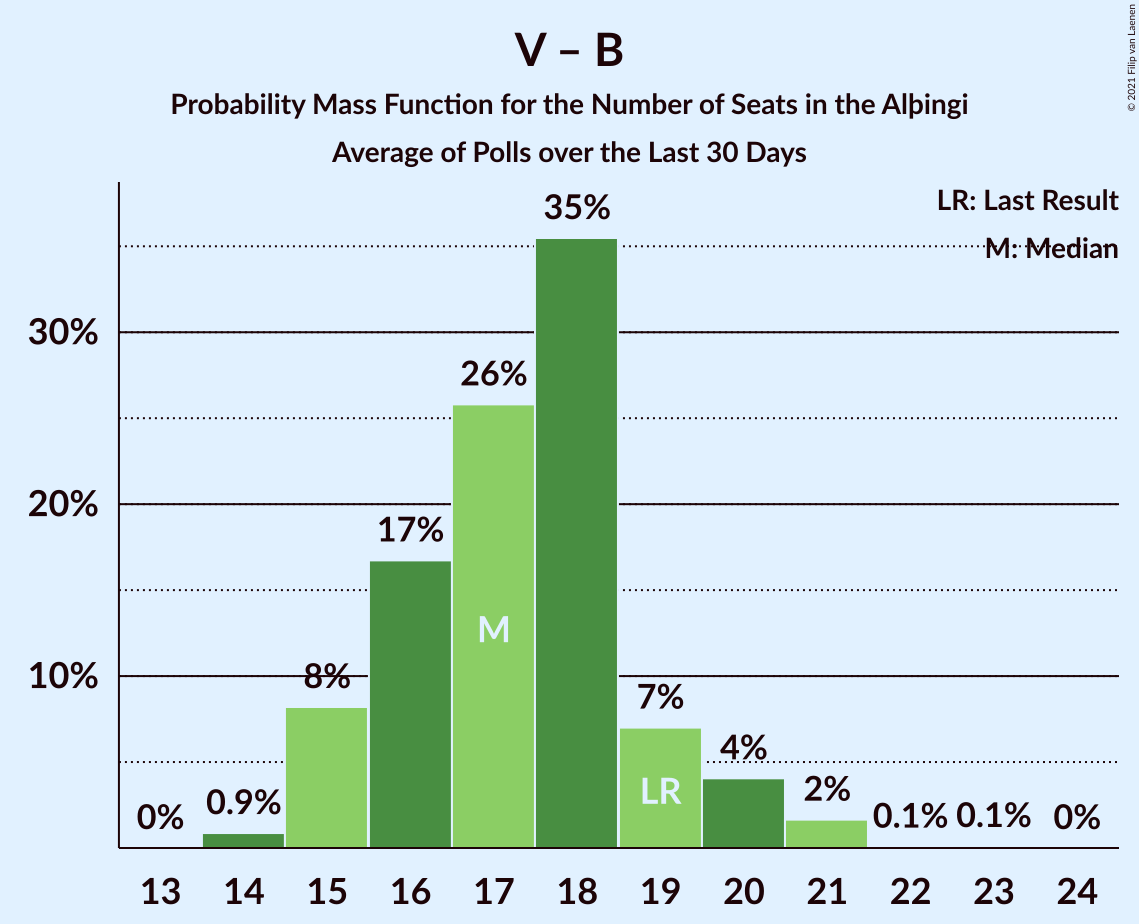 V – B
Probability Mass Function for the Number of Seats in the Alþingi
Average of Polls over the Last 30 Days
© 2021 Filip van Laenen
LR: Last Result
M: Median
35%
30%
26%
20%
17%
M
10%
8%
7%
LR
4%
2%
0%
0.9%
0.1%
0.1%
0%
13 14 15 16 17 18 19 20 21 22 23 24